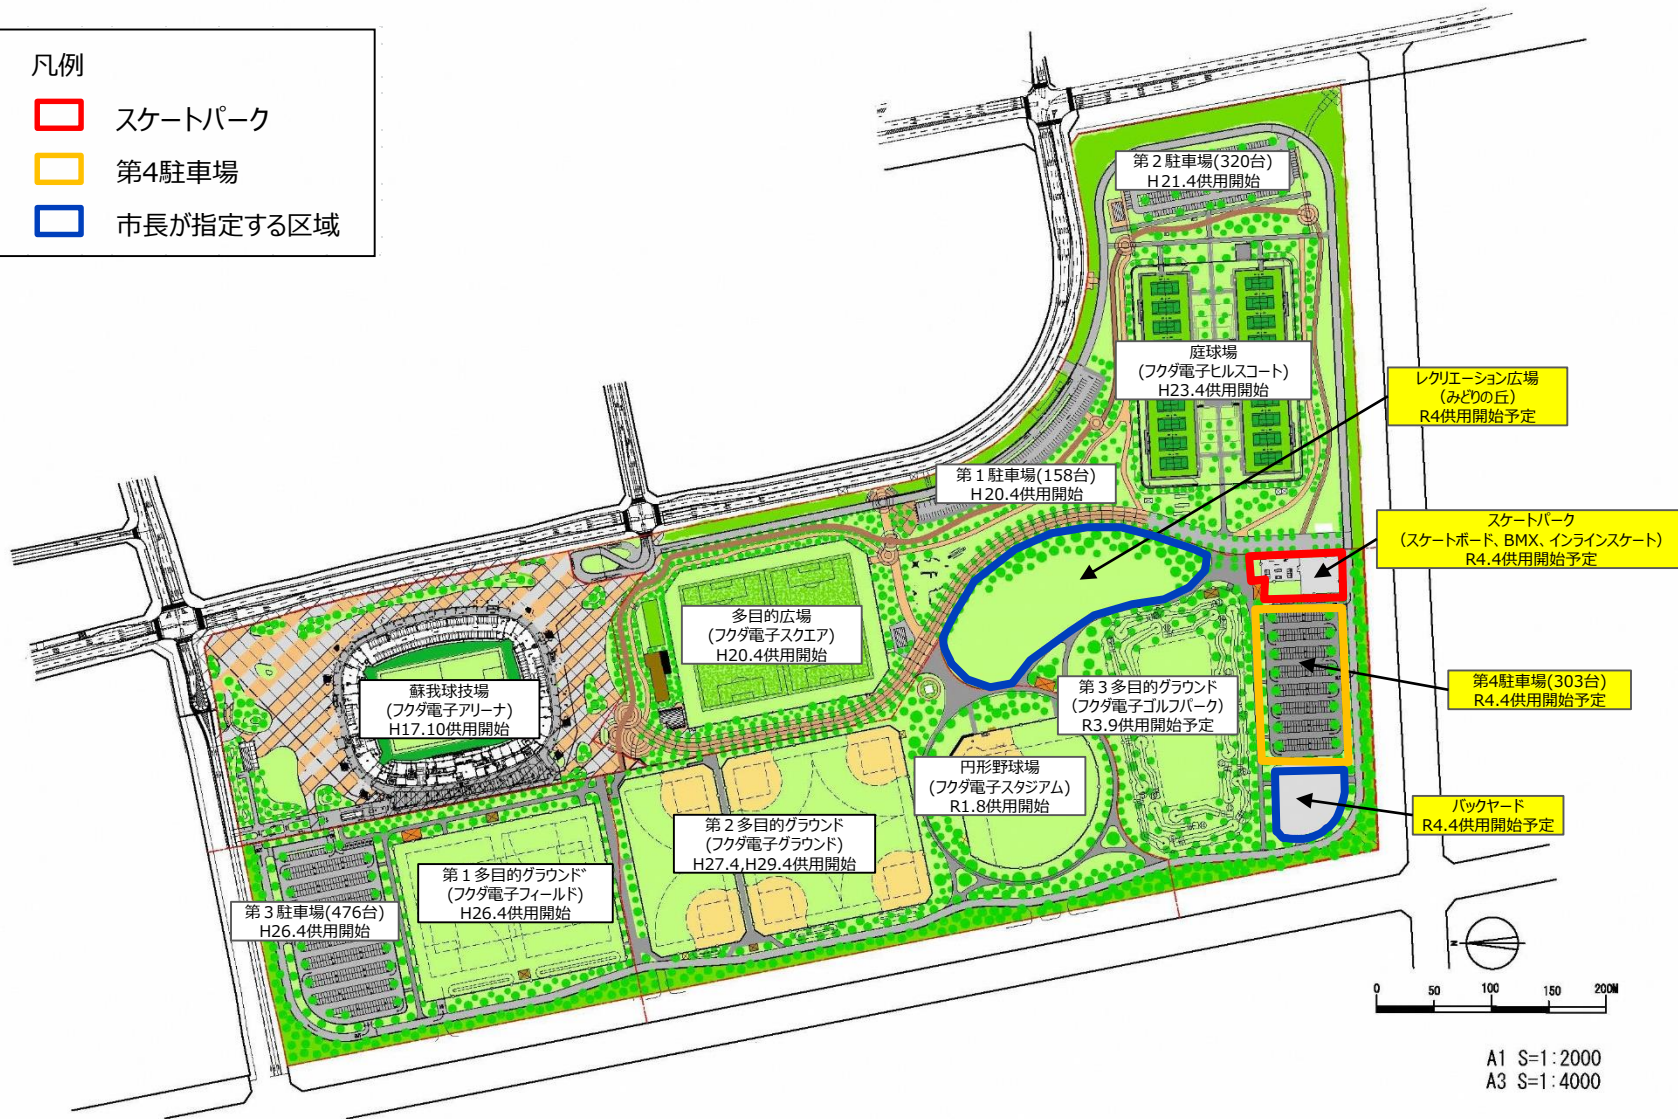 凡例
スケートパーク
第4駐車場
市長が指定する区域
第2駐車場(320台)
H21.4供用開始
庭球場
(フクダ電子ヒルスコート)
H23.4供用開始
レクリエーション広場
(みどりの丘)
R4供用開始予定
第1駐車場(158台)
H20.4供用開始
スケートパーク
(スケートボード、BMX、インラインスケート)
R4.4供用開始予定
多目的広場
(フクダ電子スクエア)
H20.4供用開始
蘇我球技場
(フクダ電子アリーナ)
H17.10供用開始
第3多目的グラウンド
(フクダ電子ゴルフパーク)
R3.9供用開始予定
第4駐車場(303台)
R4.4供用開始予定
円形野球場
(フクダ電子スタジアム)
R1.8供用開始
バックヤード
R4.4供用開始予定
第2多目的グラウンド
(フクダ電子グラウンド)
H27.4,H29.4供用開始
第1多目的グラウンド゛
(フクダ電子フィールド)
H26.4供用開始
第3駐車場(476台)
H26.4供用開始
N
0 50 100 150 200M
A1 S=1:2000
A3 S=1:4000